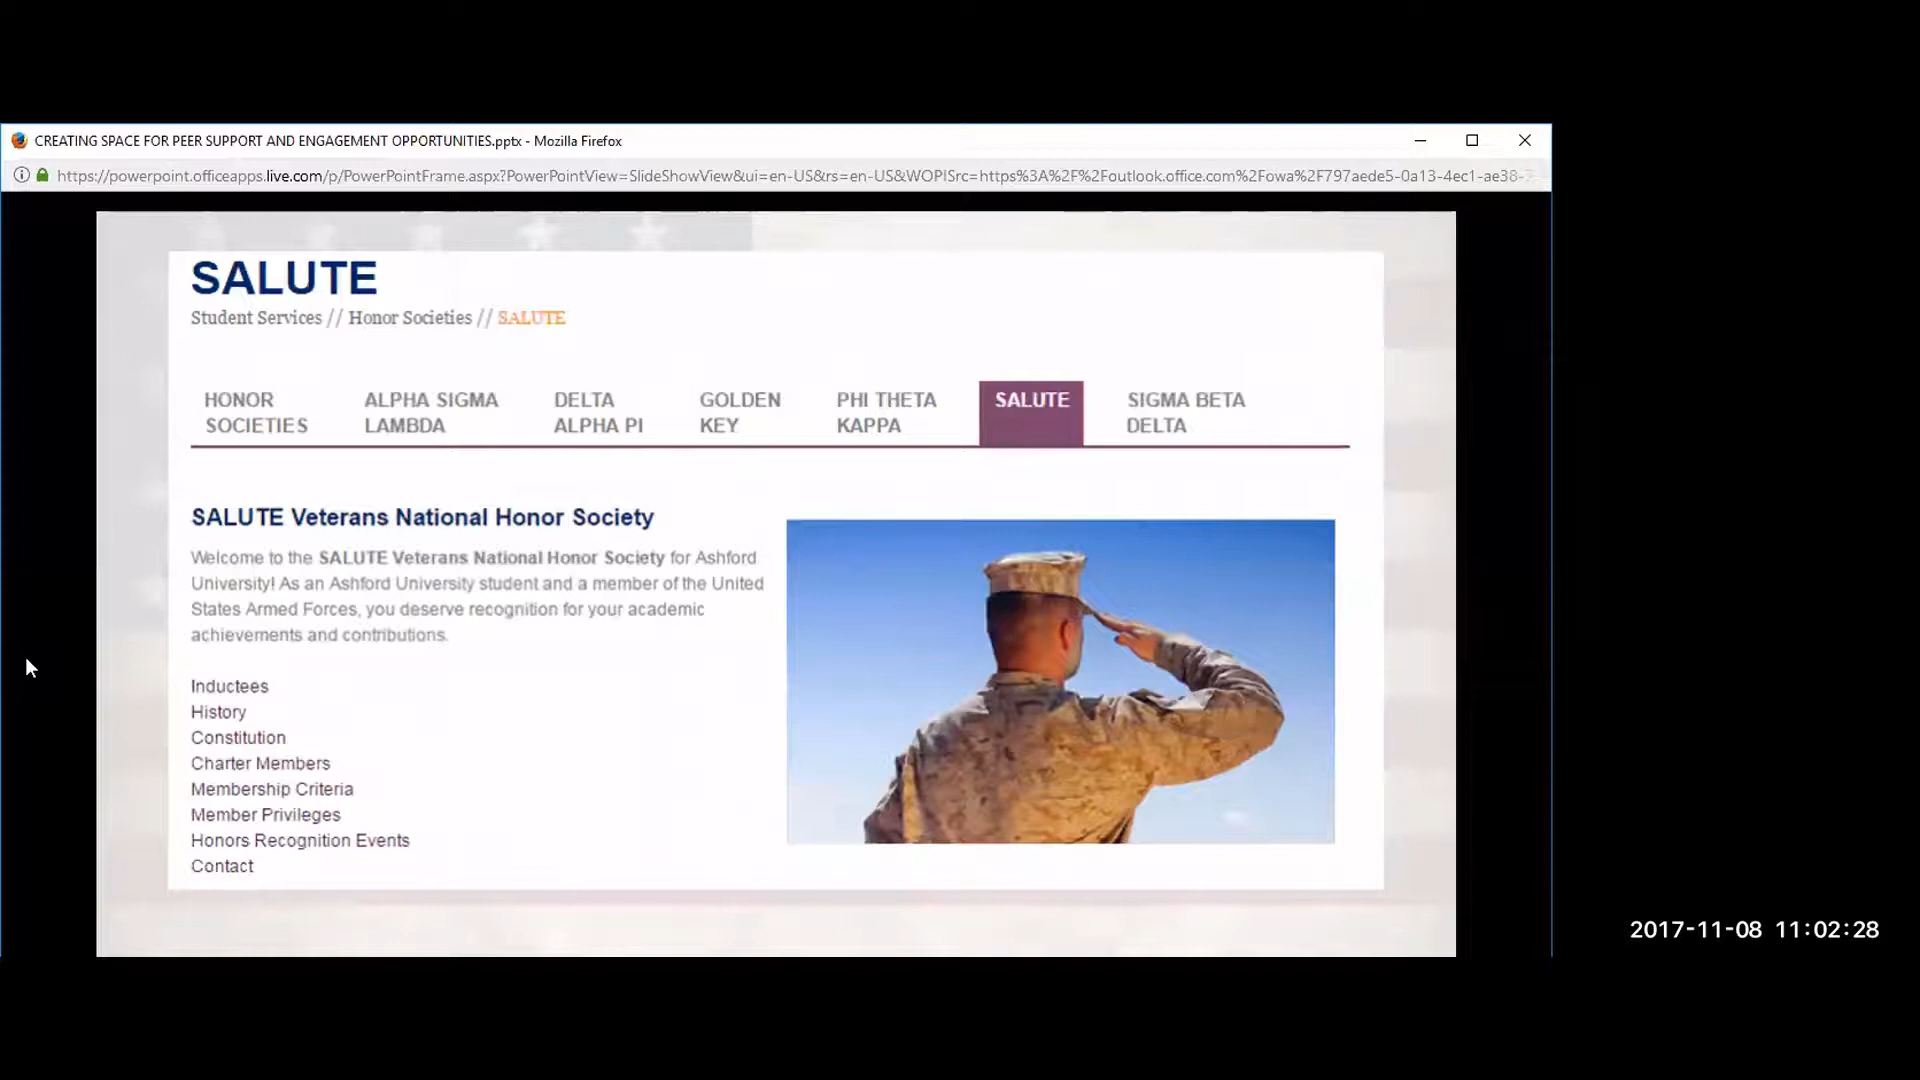 CREATING SPACE FOR PEER SUPPORT AND ENGAGEMENT OPPORTUNITIES.pptx - Mozilla Firefox
https://powerpoint.officeapps.live.com/p/PowerPointFrame.aspx?PowerPointView=SlideShowView&ui=en-US&rs=en-US&WOPISrc=https%3A%2F%2Foutlook.office.com%2Fowa%2F797aede5-0a13-4ec1-ae38-
SALUTE
Student Services // Honor Societies // SALUTE
HONOR SOCIETIES
ALPHA SIGMA LAMBDA
DELTA ALPHA PI
GOLDEN KEY
PHI THETA KAPPA
SALUTE
SIGMA BETA DELTA
SALUTE Veterans National Honor Society
Welcome to the SALUTE Veterans National Honor Society for Ashford
University! As an Ashford University student and a member of the United
States Armed Forces, you deserve recognition for your academic
achievements and contributions.
Inductees
History
Constitution
Charter Members
Membership Criteria
Member Privileges
Honors Recognition Events
Contact
2017-11-08 11:02:28